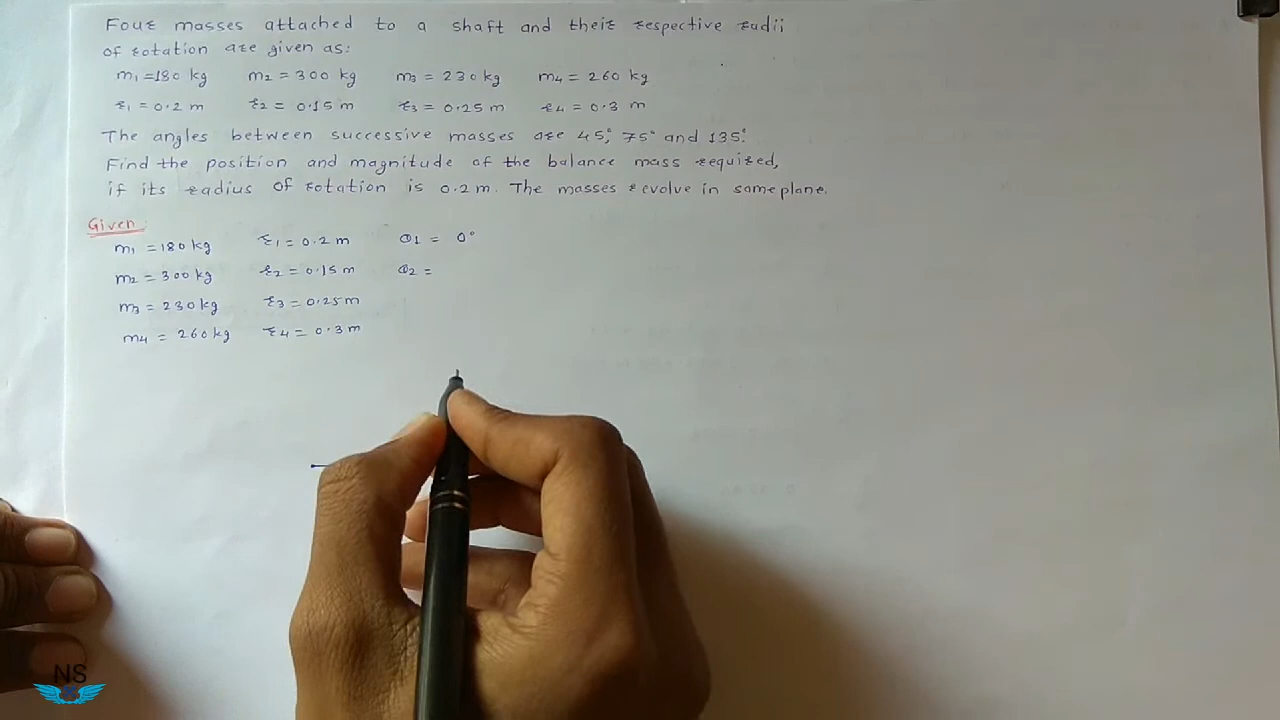 Four masses attached to a shaft and their respective radii
of rotation are given as:
m1 = 180 kg m2 = 300 kg m3 = 230 kg m4 = 260 kg
r1 = 0.2 m r2 = 0.15 m r3 = 0.25 m r4 = 0.3 m
The angles between successive masses are 45°, 75° and 135°.
Find the position and magnitude of the balance mass required,
if its radius of rotation is 0.2 m. The masses revolve in same plane.
Given:
m1 = 180 kg r1 = 0.2 m θ1 = 0°
m2 = 300 kg r2 = 0.15 m θ2 =
m3 = 230 kg r3 = 0.25 m
m4 = 260 kg r4 = 0.3 m
NS